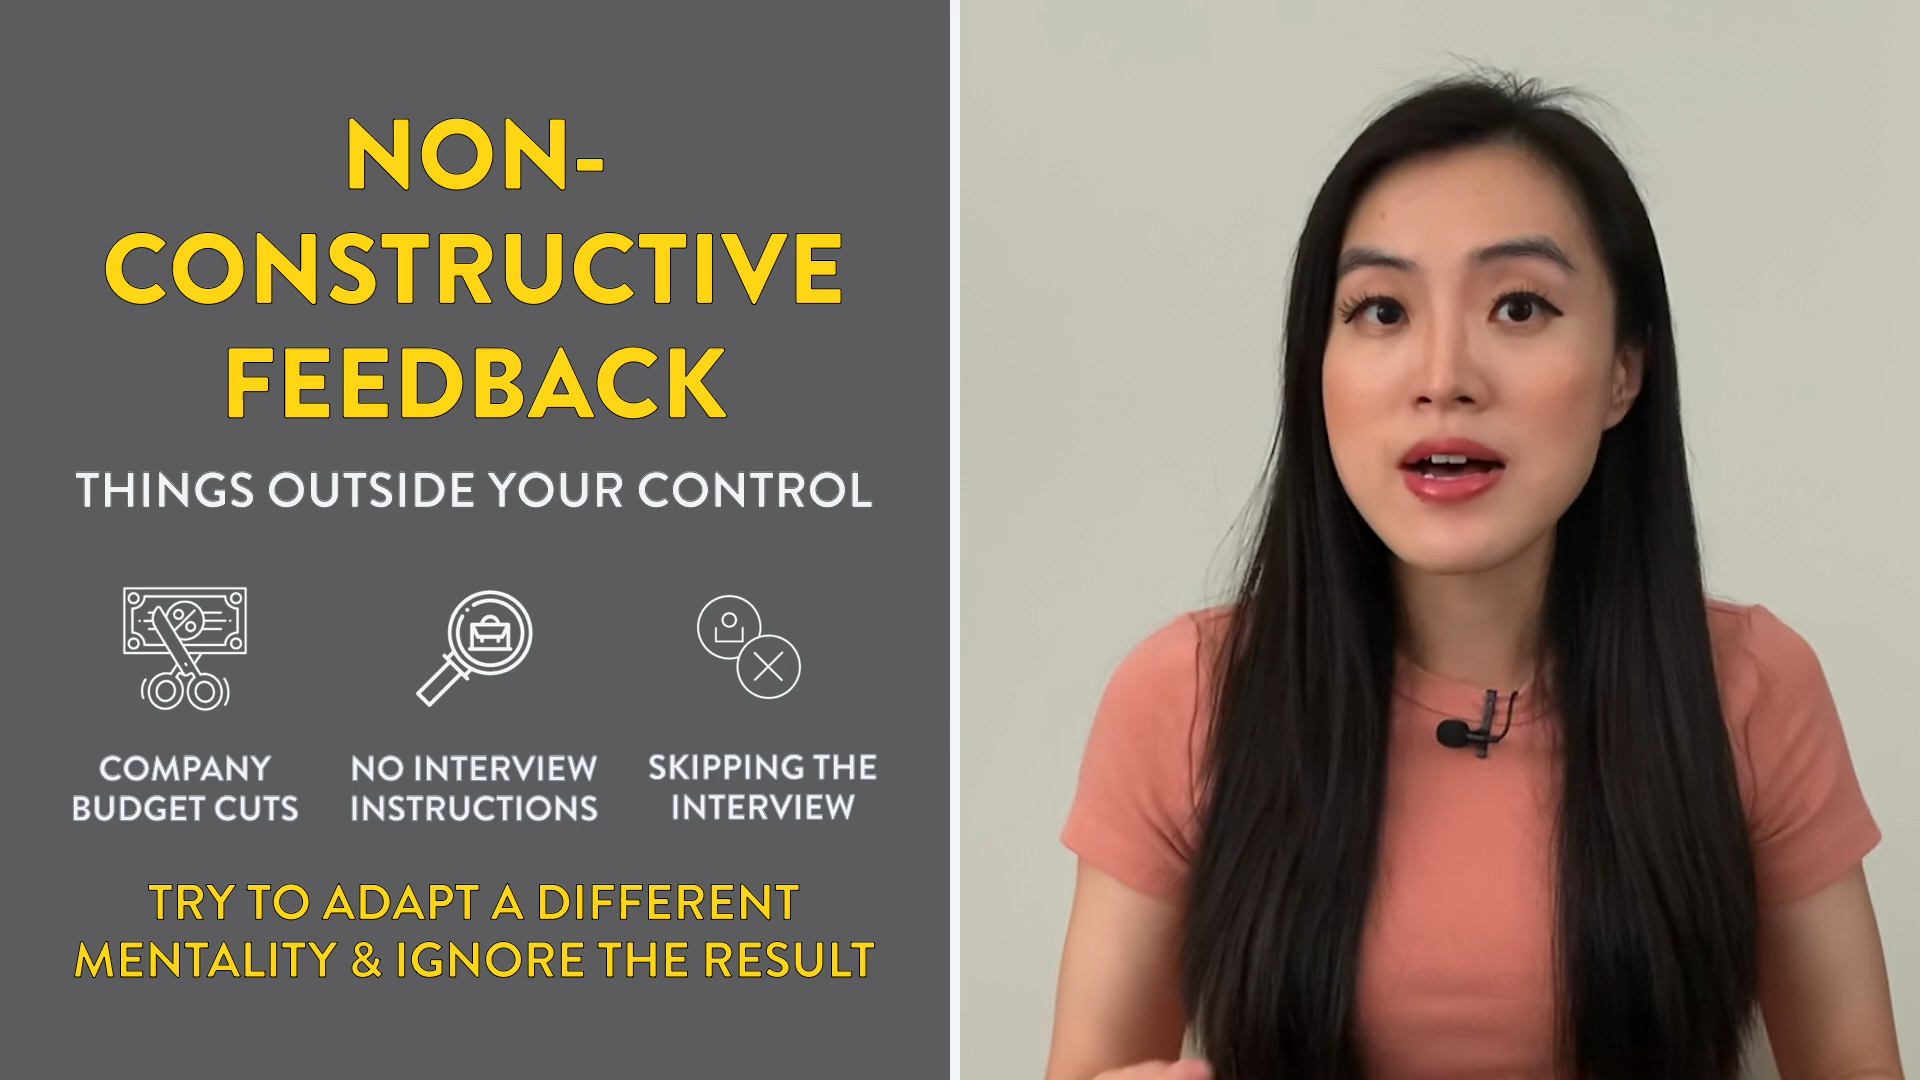 NON-
CONSTRUCTIVE
FEEDBACK
THINGS OUTSIDE YOUR CONTROL
COMPANY
BUDGET CUTS
NO INTERVIEW
INSTRUCTIONS
SKIPPING THE
INTERVIEW
TRY TO ADAPT A DIFFERENT
MENTALITY & IGNORE THE RESULT